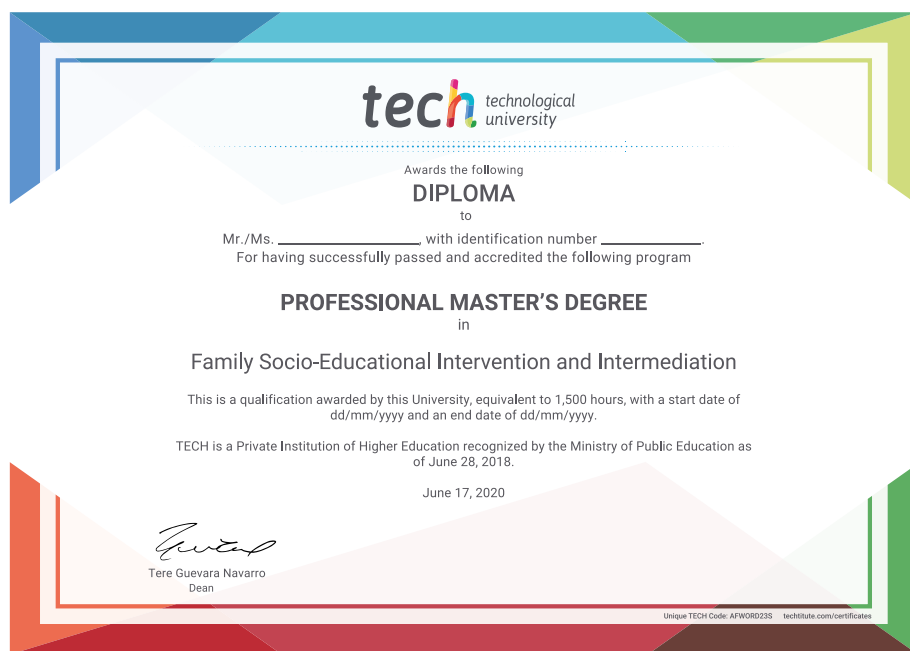 tech technological
university
Awards the following
DIPLOMA
to
Mr./Ms. ____________________, with identification number ______________.
For having successfully passed and accredited the following program
PROFESSIONAL MASTER'S DEGREE
in
Family Socio-Educational Intervention and Intermediation
This is a qualification awarded by this University, equivalent to 1,500 hours, with a start date of
dd/mm/yyyy and an end date of dd/mm/yyyy.
TECH is a Private Institution of Higher Education recognized by the Ministry of Public Education as
of June 28, 2018.
June 17, 2020
Tere Guevara Navarro
Dean
Unique TECH Code: AFWORD23S techtitute.com/certificates